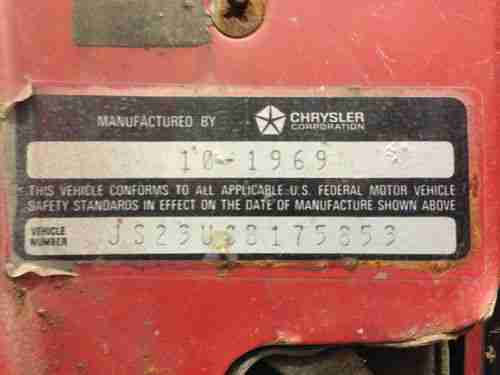 MANUFACTURED BY CHRYSLER
CORPORATION
10-1969
THIS VEHICLE CONFORMS TO ALL APPLICABLE U.S. FEDERAL MOTOR VEHICLE
SAFETY STANDARDS IN EFFECT ON THE DATE OF MANUFACTURE SHOWN ABOVE
VEHICLE
NUMBER JS23U0B175853